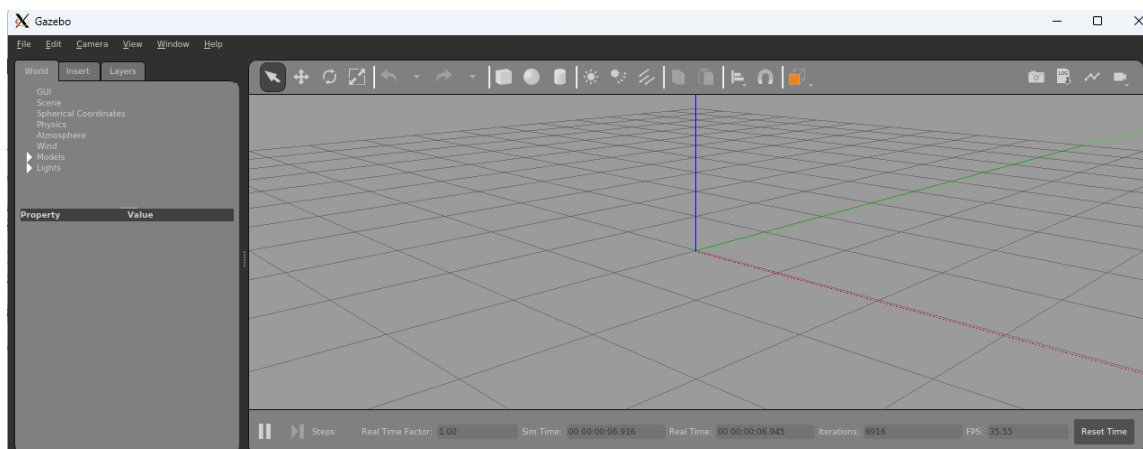 Gazebo
File Edit Camera View Window Help
World Insert Layers
GUI
Scene
Spherical Coordinates
Physics
Atmosphere
Wind
Models
Lights
Property Value
LOG
Steps: Real Time Factor: 1.00 Sim Time: 00 00:00:06.916 Real Time: 00 00:00:06.945 Iterations: 6916 FPS: 35.55 Reset Time